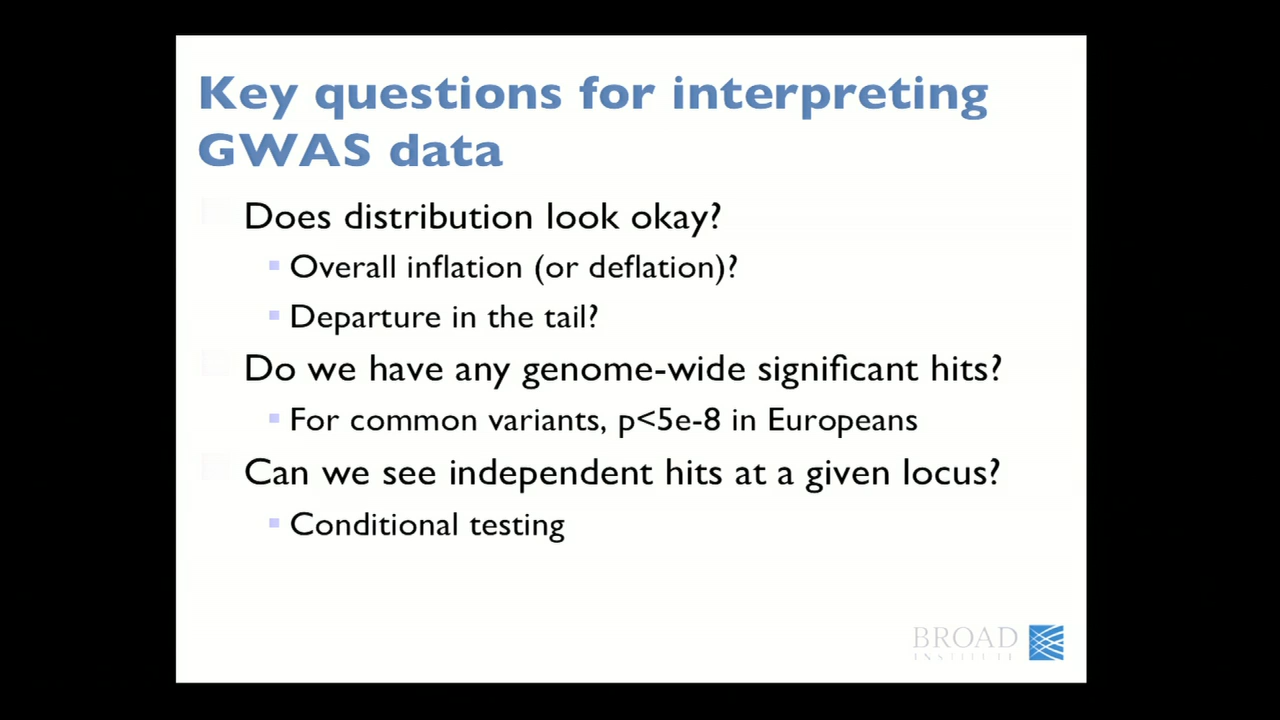 Key questions for interpreting
GWAS data
Does distribution look okay?
Overall inflation (or deflation)?
Departure in the tail?
Do we have any genome-wide significant hits?
For common variants, p<5e-8 in Europeans
Can we see independent hits at a given locus?
Conditional testing
BROAD
INSTITUTE